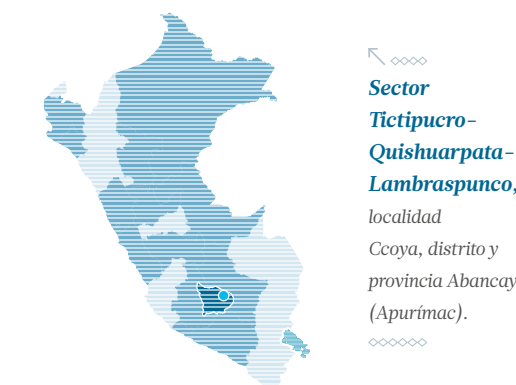 Sector
Tictipucro-
Quishuarpata-
Lambraspunco,
localidad
Ccoya, distrito y
provincia Abancay
(Apurímac).